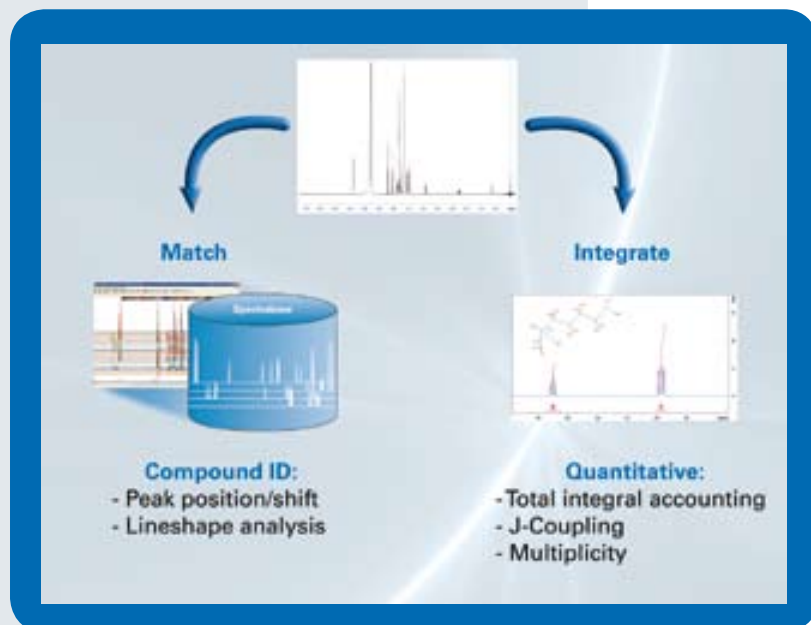 Match
Integrate
Compound ID:
- Peak position/shift
- Lineshape analysis
Quantitative:
-Total integral accounting
- J-Coupling
- Multiplicity